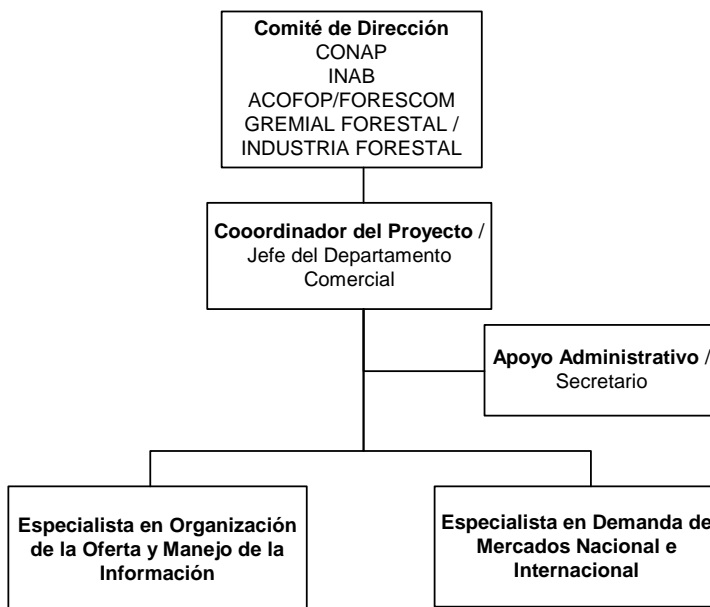 Comité de Dirección
CONAP
INAB
ACOFOP/FORESCOM
GREMIAL FORESTAL /
INDUSTRIA FORESTAL
Cooordinador del Proyecto /
Jefe del Departamento
Comercial
Apoyo Administrativo /
Secretario
Especialista en Organización
de la Oferta y Manejo de la
Información
Especialista en Demanda de
Mercados Nacional e
Internacional